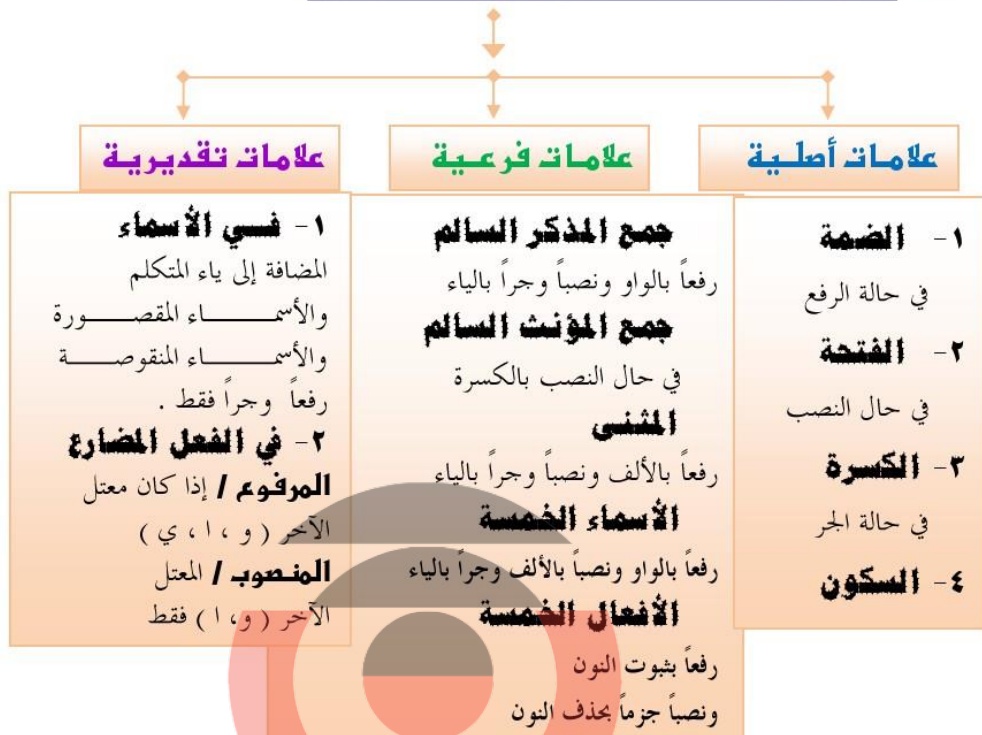 علامات أصلية
١- الضمة
في حالة الرفع
٢- الفتحة
في حال النصب
٣- الكسرة
في حالة الجر
٤- السكون
علامات فرعية
جمع المذكر السالم
رفعاً بالواو ونصباً وجراً بالياء
جمع المؤنث السالم
في حال النصب بالكسرة
المثنى
رفعاً بالألف ونصباً وجراً بالياء
الأسماء الخمسة
رفعاً بالواو ونصباً بالألف وجراً بالياء
الأفعال الخمسة
رفعاً بثبوت النون
ونصباً جزماً بحذف النون
علامات تقديرية
١- في الأسماء
المضافة إلى ياء المتكلم
والأسماء المقصورة
والأسماء المنقوصة
رفعاً وجراً فقط .
٢- في الفعل المضارع
المرفوع / إذا كان معتل
الآخر ( و ، ا ، ي )
المنصوب / المعتل
الآخر ( و، ا ) فقط